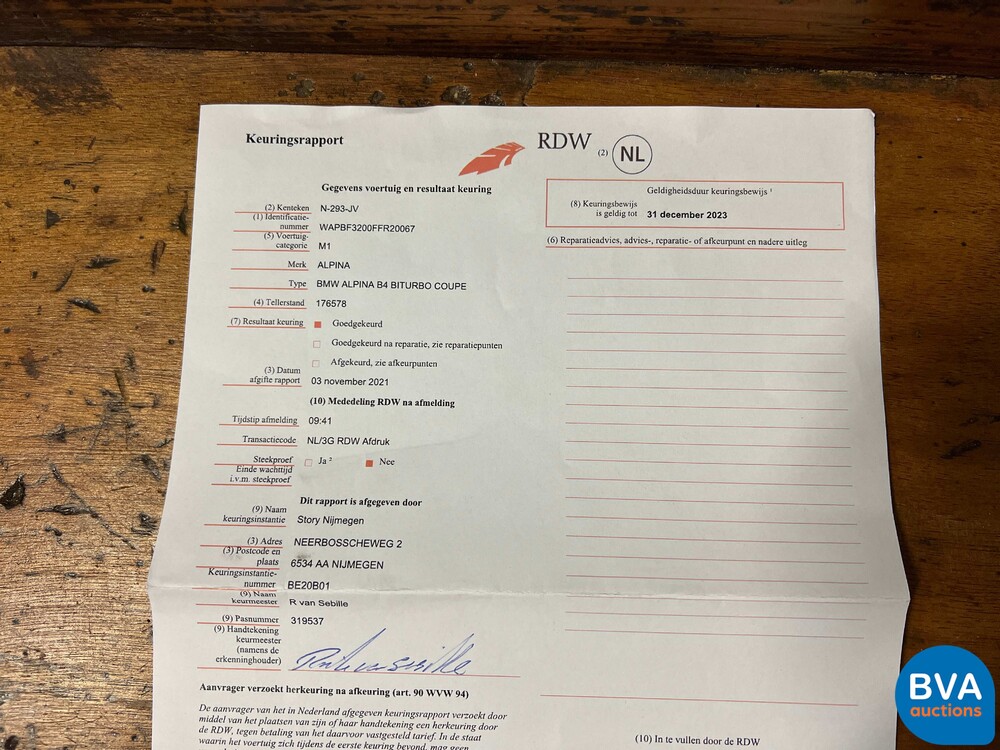 Keuringsrapport
RDW (2) NL
Gegevens voertuig en resultaat keuring
(2) Kenteken N-293-JV
(1) Identificatie-
nummer WAPBF3200FFR20067
(5) Voertuig-
categorie M1
Merk ALPINA
Type BMW ALPINA B4 BITURBO COUPE
(4) Tellerstand 176578
(7) Resultaat keuring Goedgekeurd
Goedgekeurd na reparatie, zie reparatiepunten
Afgekeurd, zie afkeurpunten
(3) Datum
afgifte rapport 03 november 2021
(10) Mededeling RDW na afmelding
Tijdstip afmelding 09:41
Transactiecode NL/3G RDW Afdruk
Steekproef Ja ² Nee
Einde wachttijd
i.v.m. steekproef
Dit rapport is afgegeven door
(9) Naam
keuringsinstantie Story Nijmegen
(3) Adres NEERBOSSCHEWEG 2
(3) Postcode en
plaats 6534 AA NIJMEGEN
Keuringsinstantie-
nummer BE20B01
(9) Naam
keurmeester R van Sebille
(9) Pasnummer 319537
(9) Handtekening
keurmeester
(namens de
erkenninghouder)
Aanvrager verzoekt herkeuring na afkeuring (art. 90 WVW 94)
De aanvrager van het in Nederland afgegeven keuringsrapport verzoekt door
middel van het plaatsen van zijn of haar handtekening een herkeuring door
de RDW, tegen betaling van het daarvoor vastgesteld tarief. In de staat
waarin het voertuig zich tijdens de eerste keuring bevond, mag geen
Geldigheidsduur keuringsbewijs ¹
(8) Keuringsbewijs
is geldig tot 31 december 2023
(6) Reparatieadvies, advies-, reparatie- of afkeurpunt en nadere uitleg
(10) In te vullen door de RDW
BVA
auctions